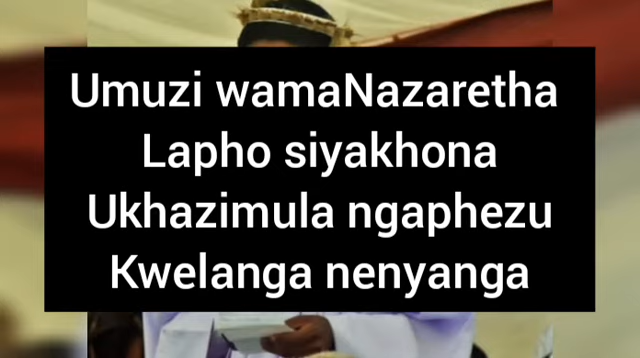 Umuzi wamaNazaretha
Lapho siyakhona
Ukhazimula ngaphezu
Kwelanga nenyanga